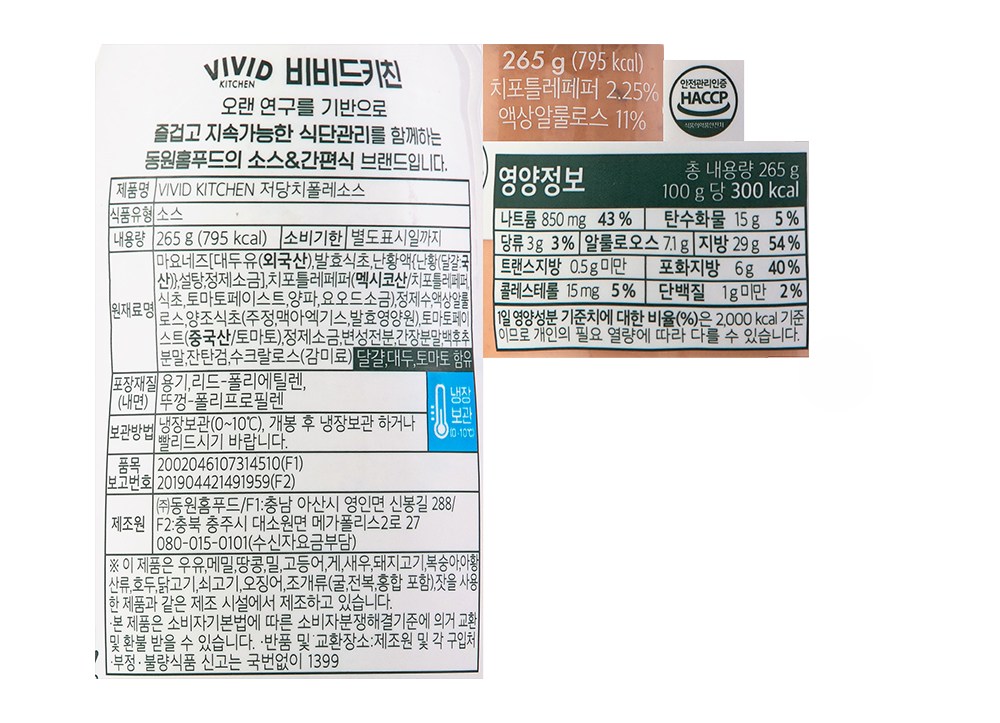 VIVID KITCHEN 비비드키친
오랜 연구를 기반으로
즐겁고 지속가능한 식단관리를 함께하는
동원홈푸드의 소스&간편식 브랜드입니다.
제품명 VIVID KITCHEN 저당치폴레소스
식품유형 소스
내용량 265 g (795 kcal) 소비기한 별도표시일까지
원재료명 마요네즈[대두유(외국산),발효식초,난황액{난황(달걀:국
산)},설탕,정제소금],치포틀레페퍼(멕시코산/치포틀레페퍼,
식초,토마토페이스트,양파,요오드소금),정제수,액상알룰
로스,양조식초(주정,맥아엑기스,발효영양원),토마토페이
스트(중국산/토마토),정제소금,변성전분,간장분말,백후추
분말,잔탄검,수크랄로스(감미료) 달걀,대두,토마토 함유
포장재질(내면) 용기,리드-폴리에틸렌,
뚜껑-폴리프로필렌
냉장
보관
(0-10℃)
보관방법 냉장보관(0~10℃), 개봉 후 냉장보관 하거나
빨리드시기 바랍니다.
품목 2002046107314510(F1)
보고번호 201904421491959(F2)
제조원 ㈜동원홈푸드/F1:충남 아산시 영인면 신봉길 288/
F2:충북 충주시 대소원면 메가폴리스2로 27
080-015-0101(수신자요금부담)
※ 이 제품은 우유,메밀,땅콩,밀,고등어,게,새우,돼지고기,복숭아,아황
산류,호두,닭고기,쇠고기,오징어,조개류(굴,전복,홍합 포함),잣을 사용
한 제품과 같은 제조 시설에서 제조하고 있습니다.
·본 제품은 소비자기본법에 따른 소비자분쟁해결기준에 의거 교환
및 환불 받을 수 있습니다. ·반품 및 교환장소:제조원 및 각 구입처
·부정·불량식품 신고는 국번없이 1399
265 g (795 kcal)
치포틀레페퍼 2.25%
액상알룰로스 11%
안전관리인증
HACCP
식품의약품안전처
영양정보 총 내용량 265 g
100 g 당 300 kcal
나트륨 850 mg 43 % 탄수화물 15 g 5 %
당류 3 g 3 % 알룰로오스 7.1 g 지방 29 g 54 %
트랜스지방 0.5 g 미만 포화지방 6 g 40 %
콜레스테롤 15 mg 5 % 단백질 1 g 미만 2 %
1일 영양성분 기준치에 대한 비율(%)은 2,000 kcal 기준
이므로 개인의 필요 열량에 따라 다를 수 있습니다.